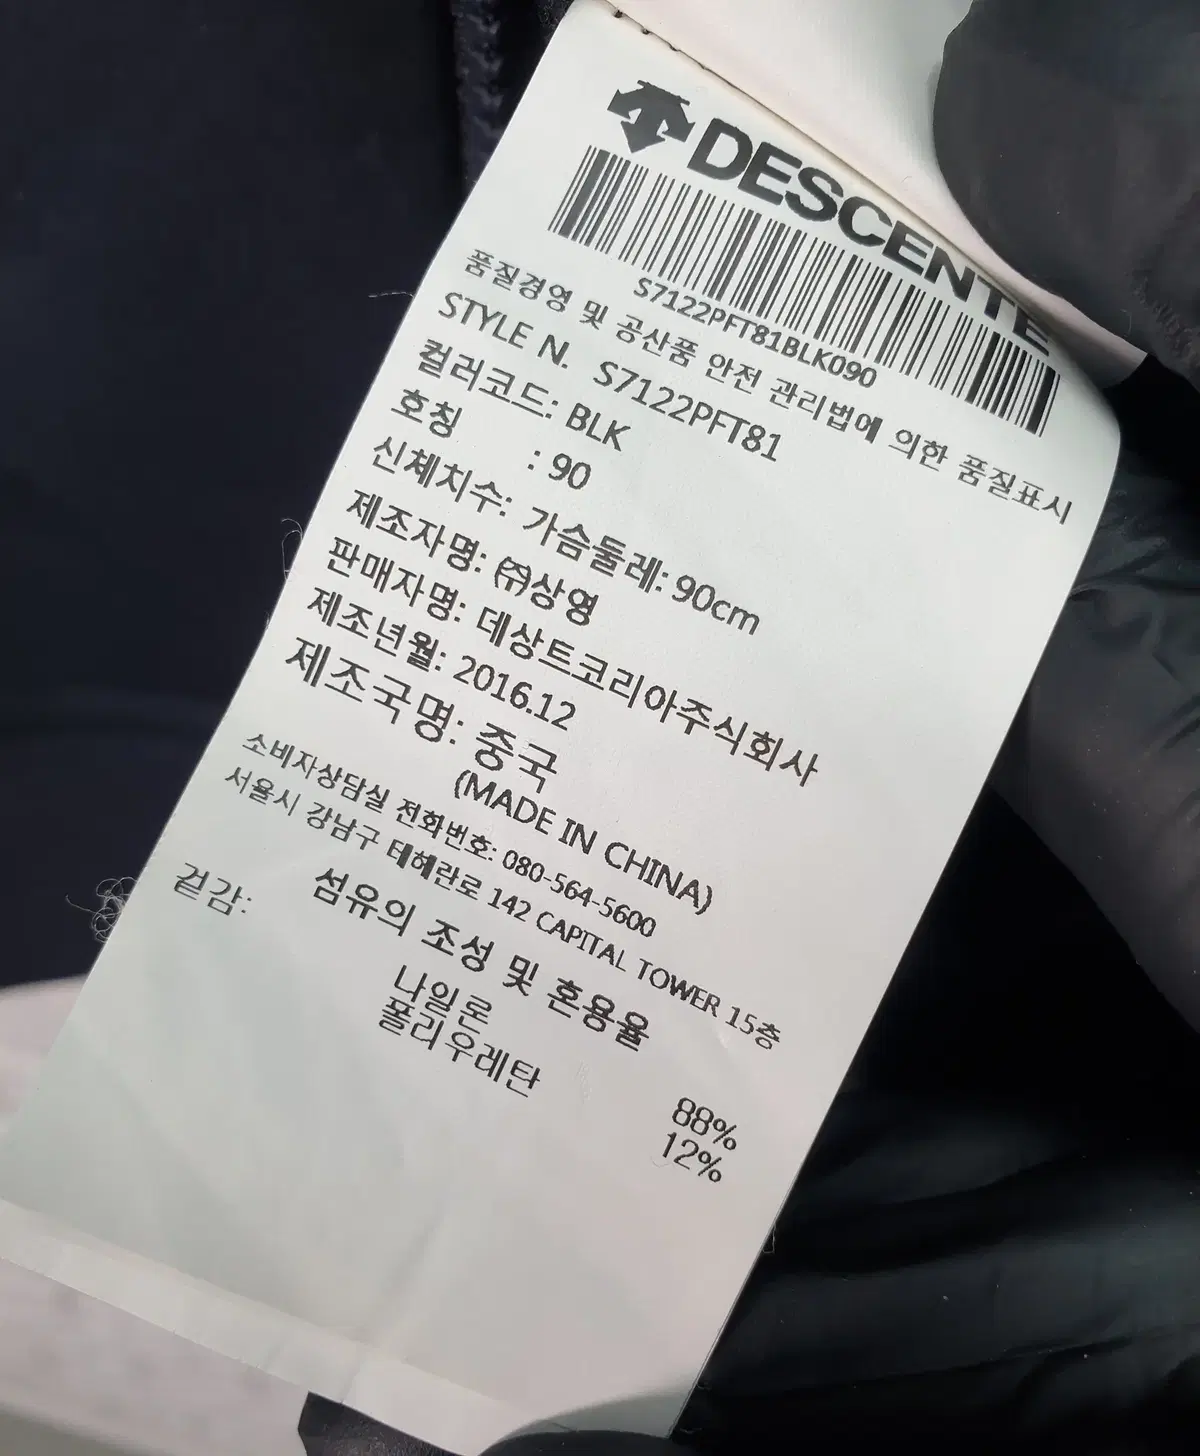 DESCENTE
S7122PFT81BLK090
품질경영 및 공산품 안전 관리법에 의한 품질표시
STYLE N. S7122PFT81
컬러코드: BLK
호칭 : 90
신체치수: 가슴둘레: 90cm
제조자명: ㈜상영
판매자명: 데상트코리아주식회사
제조년월: 2016.12
제조국명: 중국
(MADE IN CHINA)
소비자상담실 전화번호: 080-564-5600
서울시 강남구 테헤란로 142 CAPITAL TOWER 15층
섬유의 조성 및 혼용율
겉감:
나일론 88%
폴리우레탄 12%